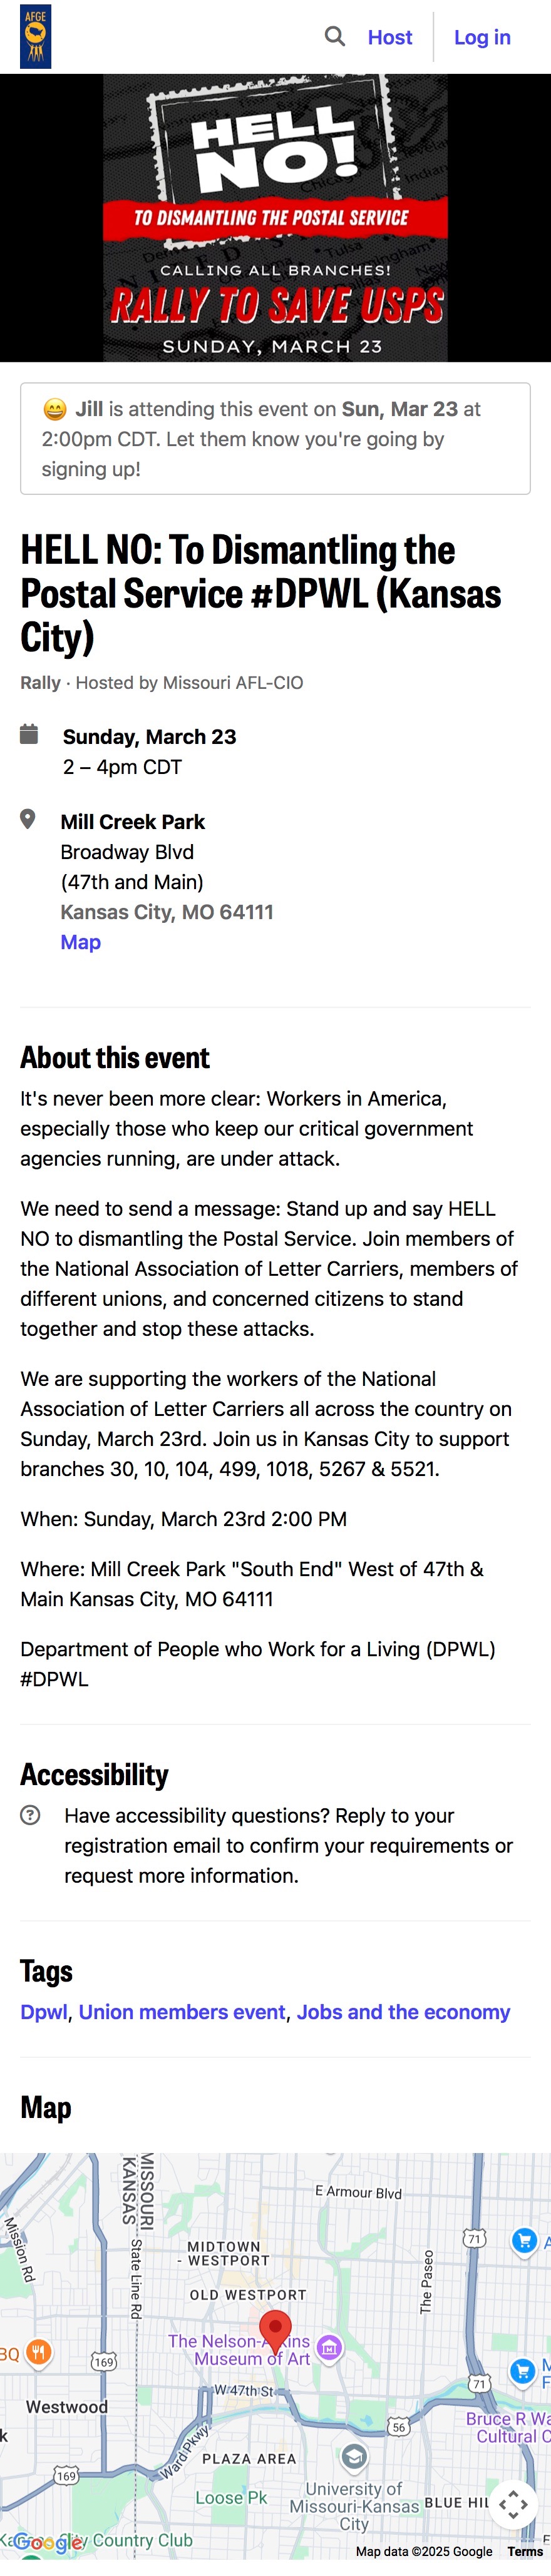 AFGE
Host
Log in
HELL
NO!
TO DISMANTLING THE POSTAL SERVICE
CALLING ALL BRANCHES!
RALLY TO SAVE USPS
SUNDAY, MARCH 23
😄 Jill is attending this event on Sun, Mar 23 at
2:00pm CDT. Let them know you're going by
signing up!
HELL NO: To Dismantling the
Postal Service #DPWL (Kansas
City)
Rally · Hosted by Missouri AFL-CIO
Sunday, March 23
2 – 4pm CDT
Mill Creek Park
Broadway Blvd
(47th and Main)
Kansas City, MO 64111
Map
About this event
It's never been more clear: Workers in America,
especially those who keep our critical government
agencies running, are under attack.
We need to send a message: Stand up and say HELL
NO to dismantling the Postal Service. Join members of
the National Association of Letter Carriers, members of
different unions, and concerned citizens to stand
together and stop these attacks.
We are supporting the workers of the National
Association of Letter Carriers all across the country on
Sunday, March 23rd. Join us in Kansas City to support
branches 30, 10, 104, 499, 1018, 5267 & 5521.
When: Sunday, March 23rd 2:00 PM
Where: Mill Creek Park "South End" West of 47th &
Main Kansas City, MO 64111
Department of People who Work for a Living (DPWL)
#DPWL
Accessibility
Have accessibility questions? Reply to your
registration email to confirm your requirements or
request more information.
Tags
Dpwl, Union members event, Jobs and the economy
Map
MISSOURI
KANSAS
E Armour Blvd
Mission Rd
State Line Rd
MIDTOWN
- WESTPORT
The Paseo
71
OLD WESTPORT
The Nelson-Atkins
Museum of Art
BQ
169
71
W 47th St
Westwood
Bruce R Wa
Cultural C
56
Ward Pkwy
PLAZA AREA
169
University of
Missouri-Kansas
City
Loose Pk
BLUE HIL
Country Club
Google
Map data ©2025 Google
Terms